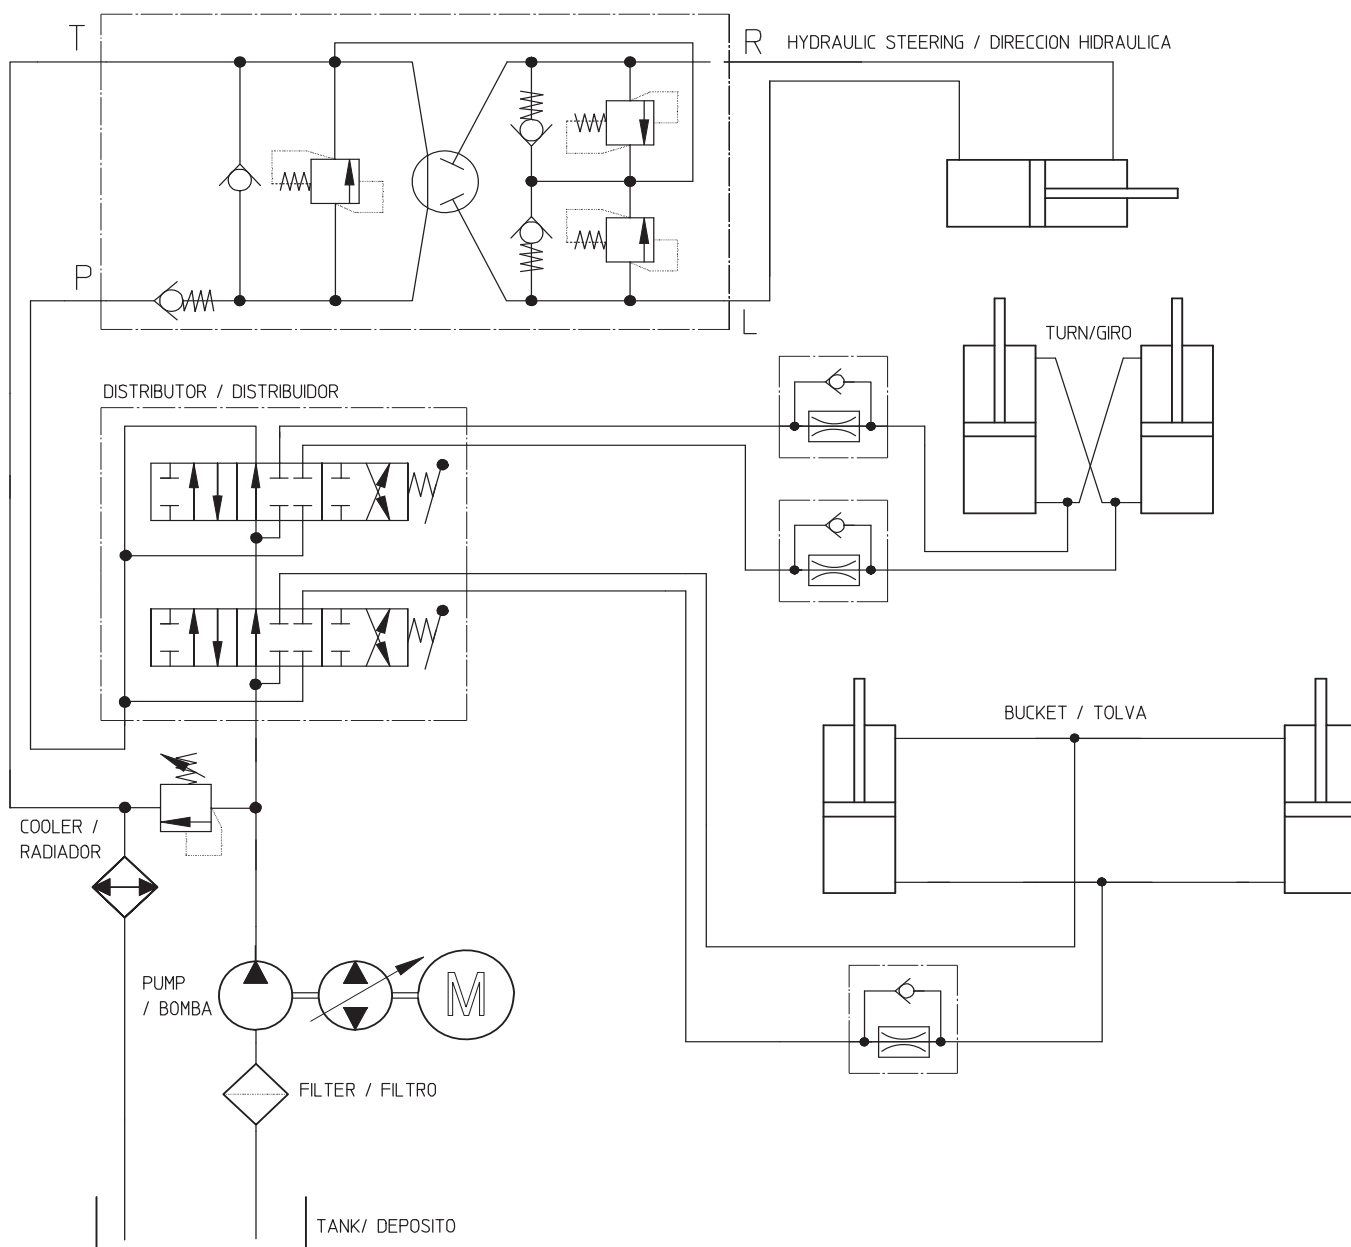 T
R HYDRAULIC STEERING / DIRECCION HIDRAULICA
P
L
TURN/GIRO
DISTRIBUTOR / DISTRIBUIDOR
BUCKET / TOLVA
COOLER /
RADIADOR
PUMP
/ BOMBA
M
FILTER / FILTRO
TANK/ DEPOSITO